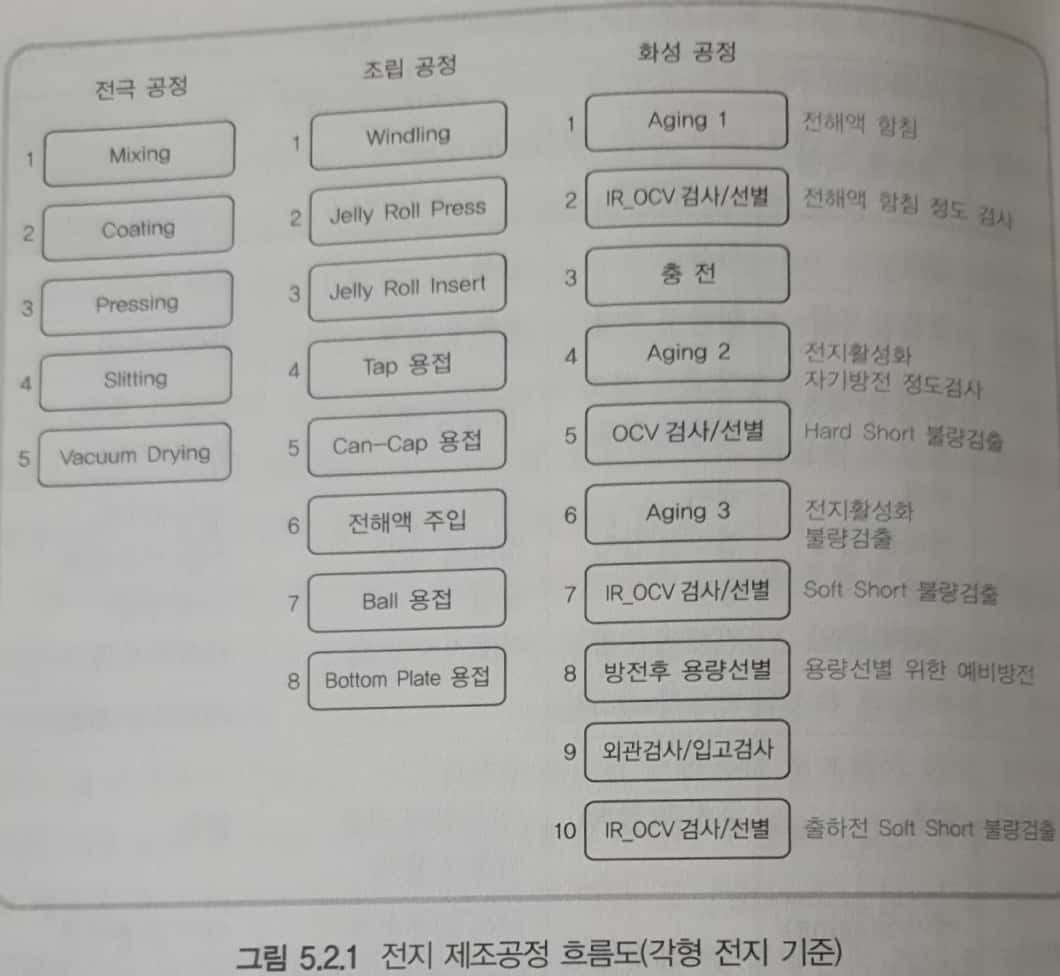 전극 공정
1 Mixing
2 Coating
3 Pressing
4 Slitting
5 Vacuum Drying
조립 공정
1 Windling
2 Jelly Roll Press
3 Jelly Roll Insert
4 Tap 용접
5 Can-Cap 용접
6 전해액 주입
7 Ball 용접
8 Bottom Plate 용접
화성 공정
1 Aging 1 전해액 함침
2 IR_OCV 검사/선별 전해액 함침 정도 검사
3 충 전
4 Aging 2 전지활성화
자기방전 정도검사
5 OCV 검사/선별 Hard Short 불량검출
6 Aging 3 전지활성화
불량검출
7 IR_OCV 검사/선별 Soft Short 불량검출
8 방전후 용량선별 용량선별 위한 예비방전
9 외관검사/입고검사
10 IR_OCV 검사/선별 출하전 Soft Short 불량검출
그림 5.2.1 전지 제조공정 흐름도(각형 전지 기준)